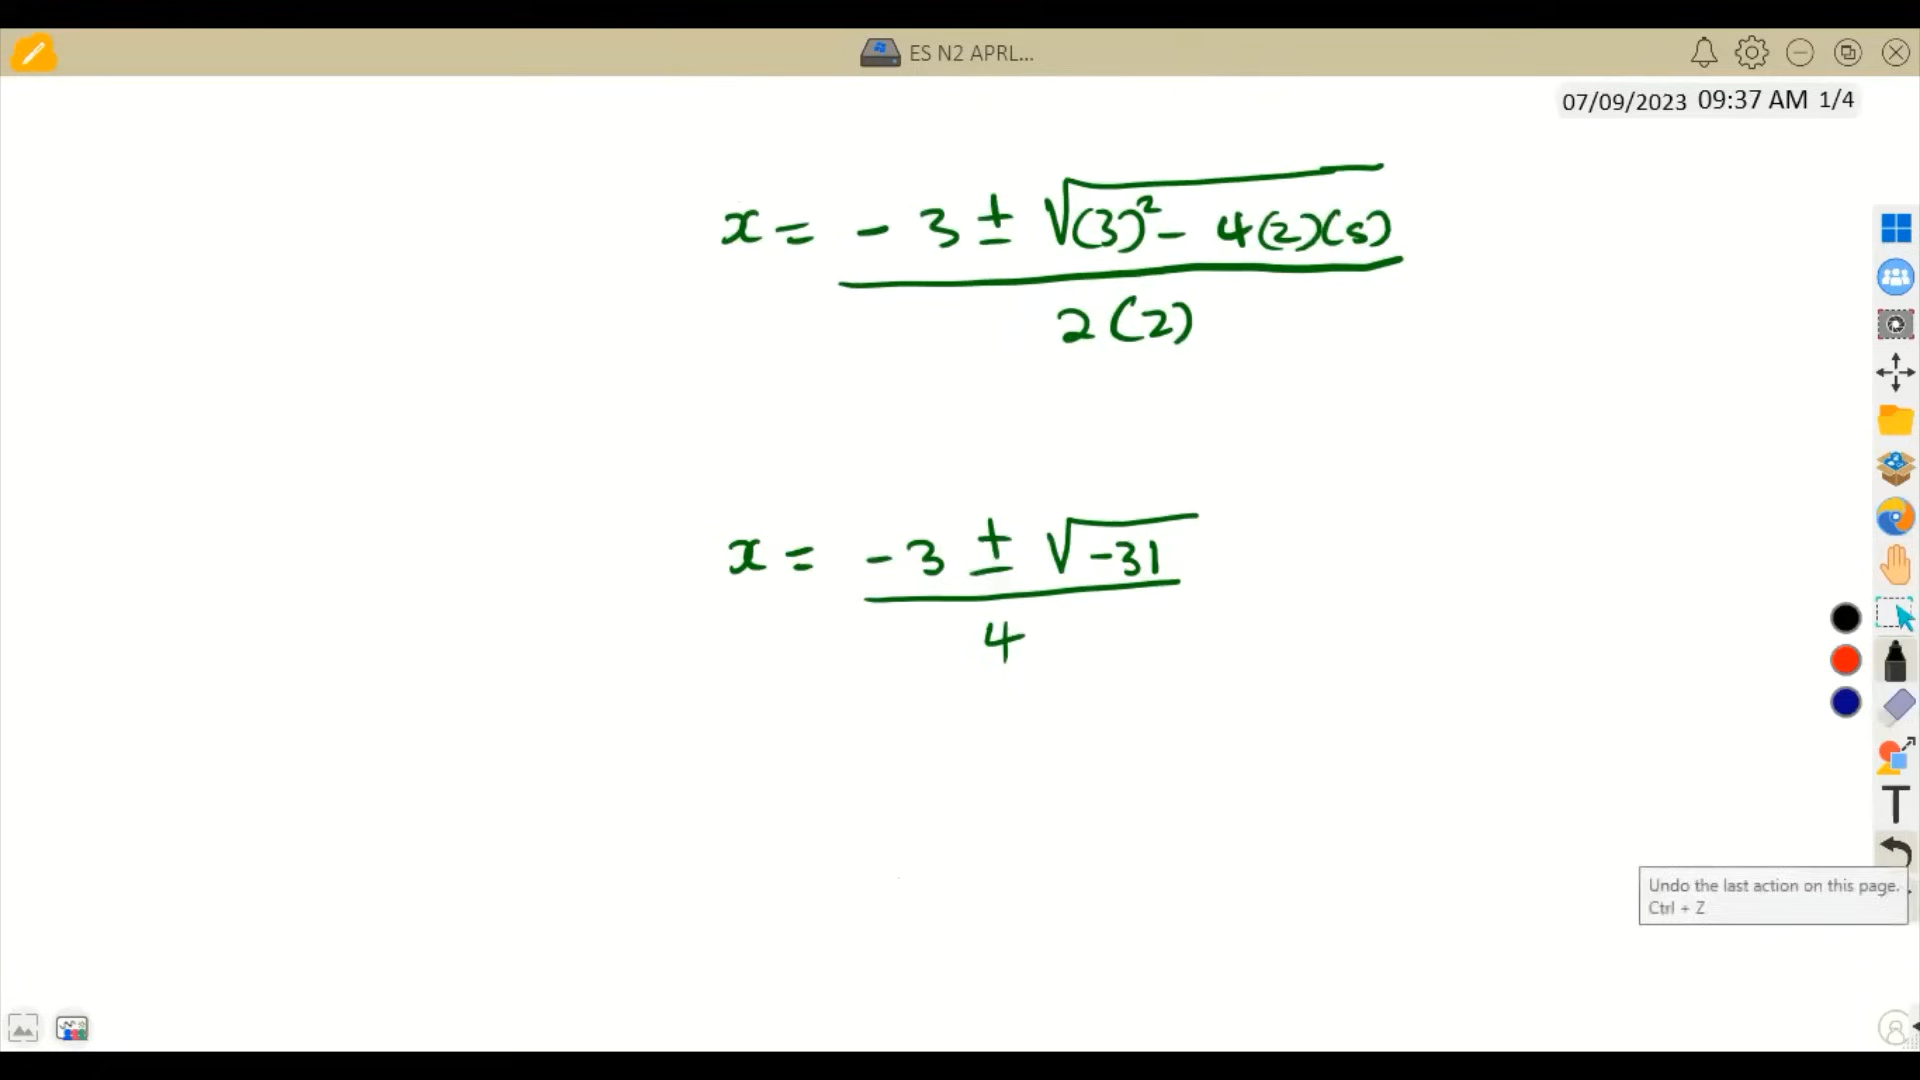 ES N2 APRL...
07/09/2023 09:37 AM 1/4
x = - 3 ± √(3)² - 4(2)(5)
2(2)
x = -3 ± √-31
4
T
Undo the last action on this page.
Ctrl + Z